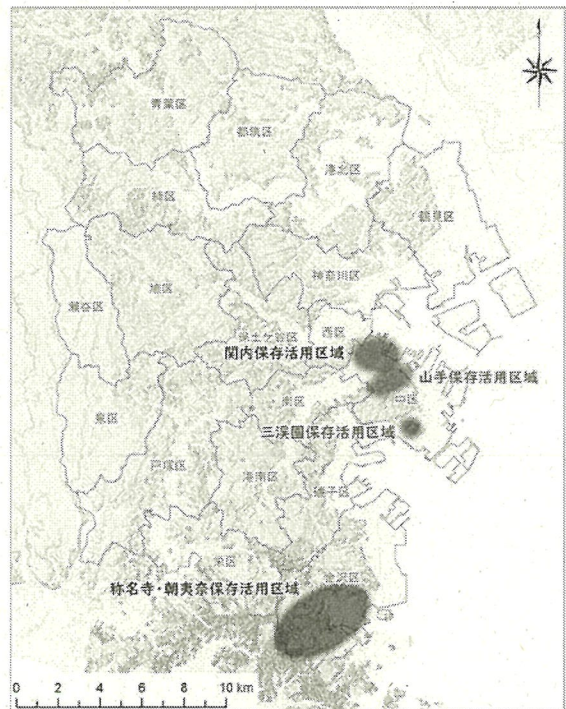 青葉区
都筑区
港北区
緑区
鶴見区
神奈川区
瀬谷区
旭区
保土ケ谷区
西区
関内保存活用区域
山手保存活用区域
中区
泉区
南区
三溪園保存活用区域
戸塚区
港南区
磯子区
栄区
金沢区
称名寺・朝夷奈保存活用区域
0 2 4 6 8 10 km